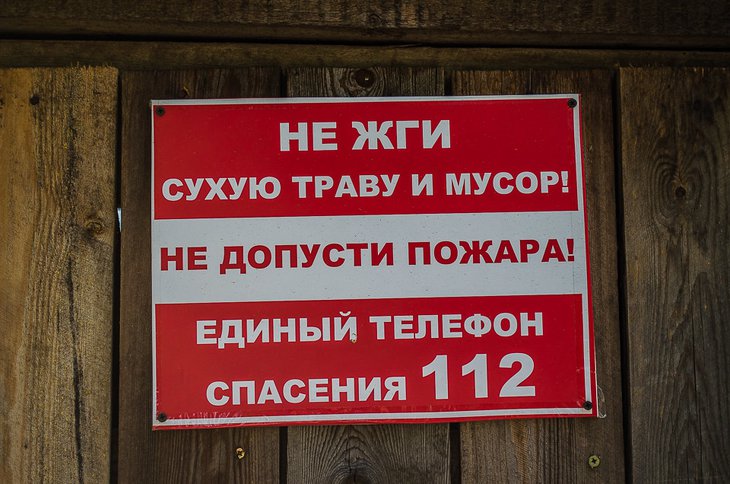 НЕ ЖГИ
СУХУЮ ТРАВУ И МУСОР!
НЕ ДОПУСТИ ПОЖАРА!
ЕДИНЫЙ ТЕЛЕФОН
СПАСЕНИЯ 112